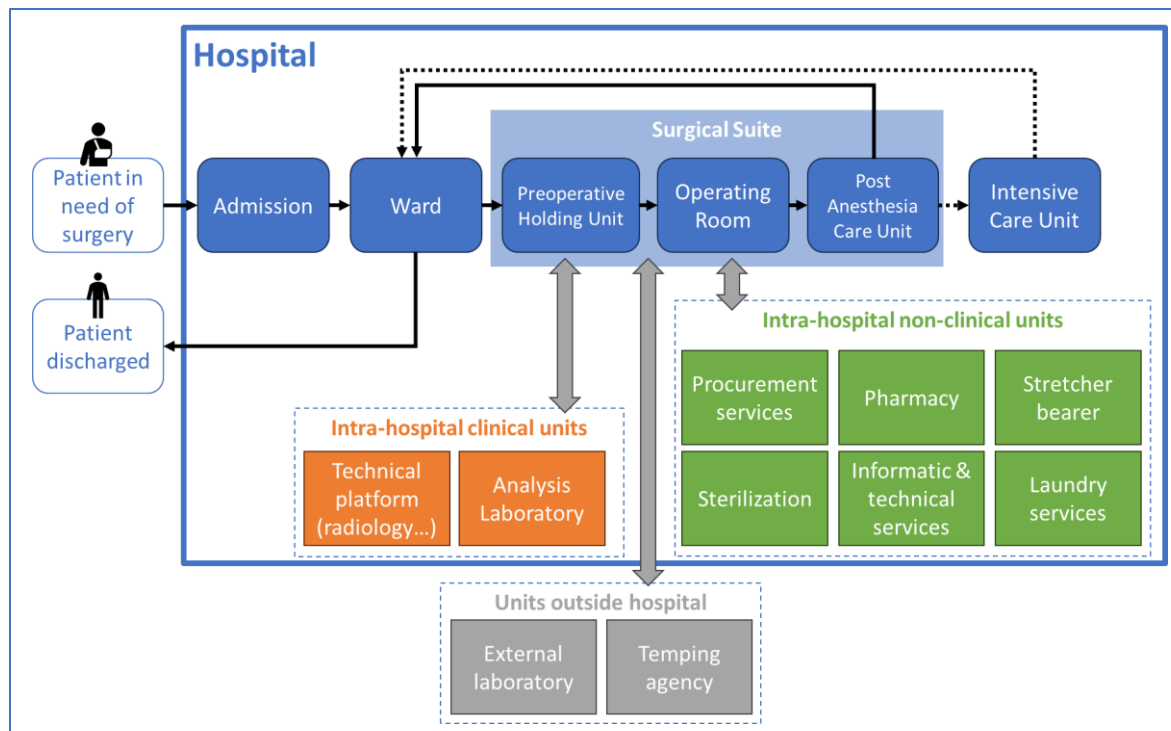 Hospital
Surgical Suite
Patient in
need of
surgery
Admission
Ward
Preoperative
Holding Unit
Operating
Room
Post
Anesthesia
Care Unit
Intensive
Care Unit
Patient
discharged
Intra-hospital clinical units
Technical
platform
(radiology...)
Analysis
Laboratory
Intra-hospital non-clinical units
Procurement
services
Pharmacy
Stretcher
bearer
Sterilization
Informatic &
technical
services
Laundry
services
Units outside hospital
External
laboratory
Temping
agency